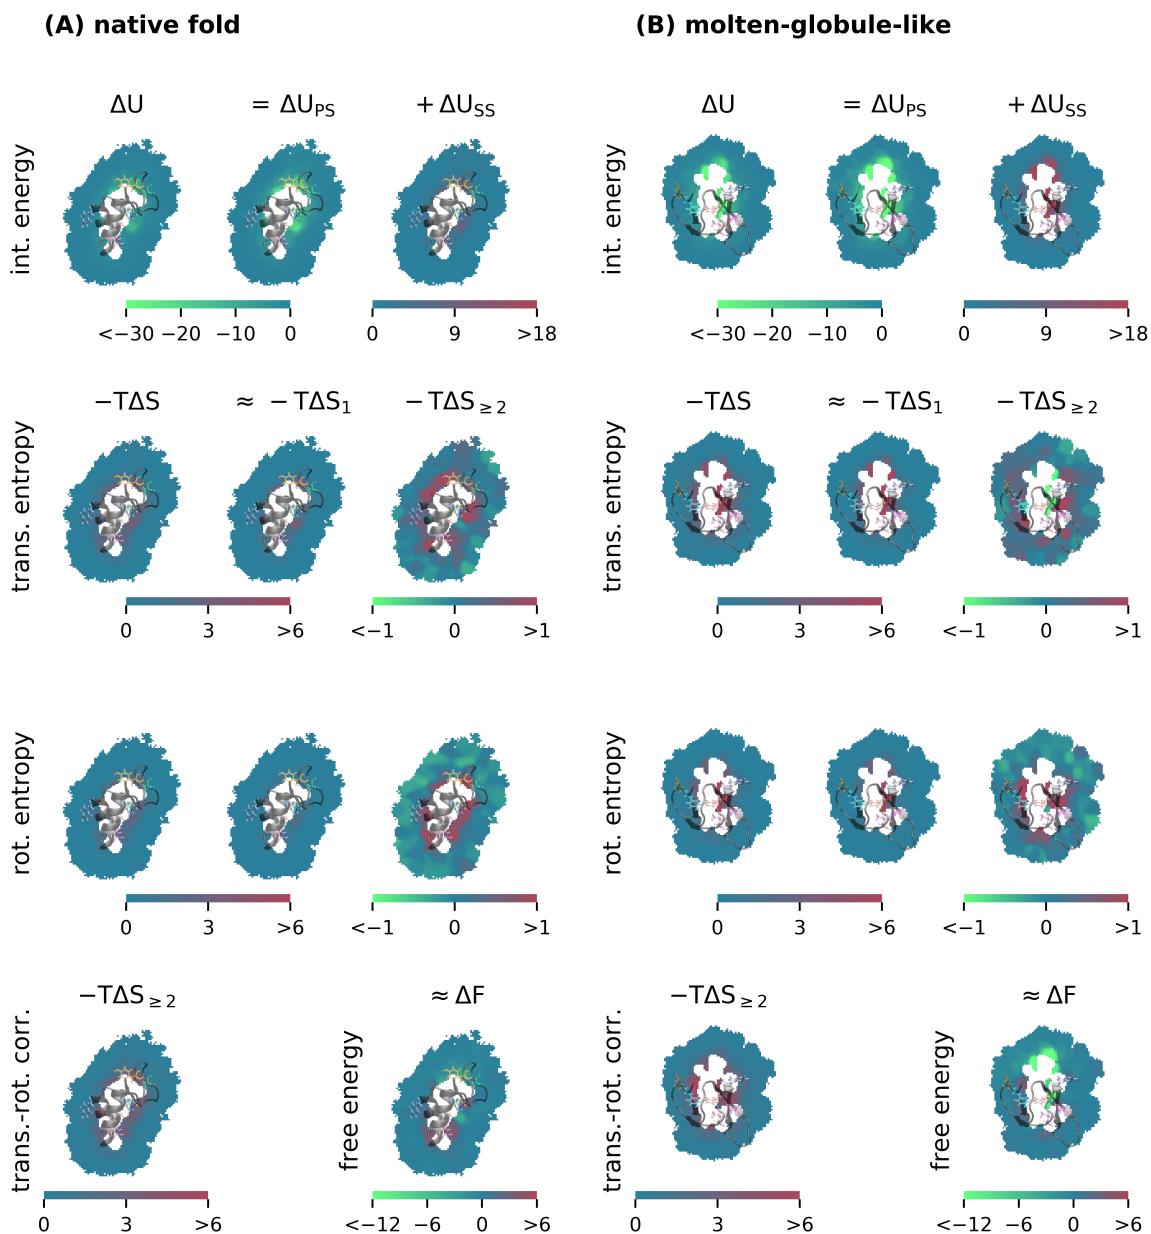 (A) native fold
(B) molten-globule-like
ΔU = ΔU_PS + ΔU_SS
ΔU = ΔU_PS + ΔU_SS
int. energy
int. energy
<−30 −20 −10 0 0 9 >18
<−30 −20 −10 0 0 9 >18
−TΔS ≈ −TΔS_1 −TΔS_≥2
−TΔS ≈ −TΔS_1 −TΔS_≥2
trans. entropy
trans. entropy
0 3 >6 <−1 0 >1
0 3 >6 <−1 0 >1
rot. entropy
rot. entropy
0 3 >6 <−1 0 >1
0 3 >6 <−1 0 >1
−TΔS_≥2 ≈ ΔF
−TΔS_≥2 ≈ ΔF
trans.-rot. corr.
free energy
trans.-rot. corr.
free energy
0 3 >6 <−12 −6 0 >6
0 3 >6 <−12 −6 0 >6